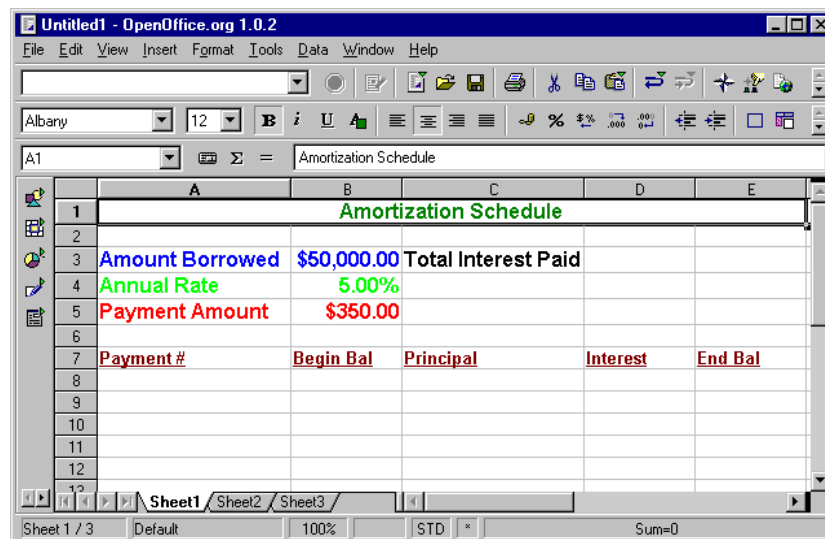 Untitled1 - OpenOffice.org 1.0.2
File Edit View Insert Format Tools Data Window Help
Albany 12 B i U A
A1 Σ = Amortization Schedule
A B C D E
1 Amortization Schedule
2
3 Amount Borrowed $50,000.00 Total Interest Paid
4 Annual Rate 5.00%
5 Payment Amount $350.00
6
7 Payment # Begin Bal Principal Interest End Bal
8
9
10
11
12
13
Sheet1 Sheet2 Sheet3
Sheet 1 / 3 Default 100% STD * Sum=0